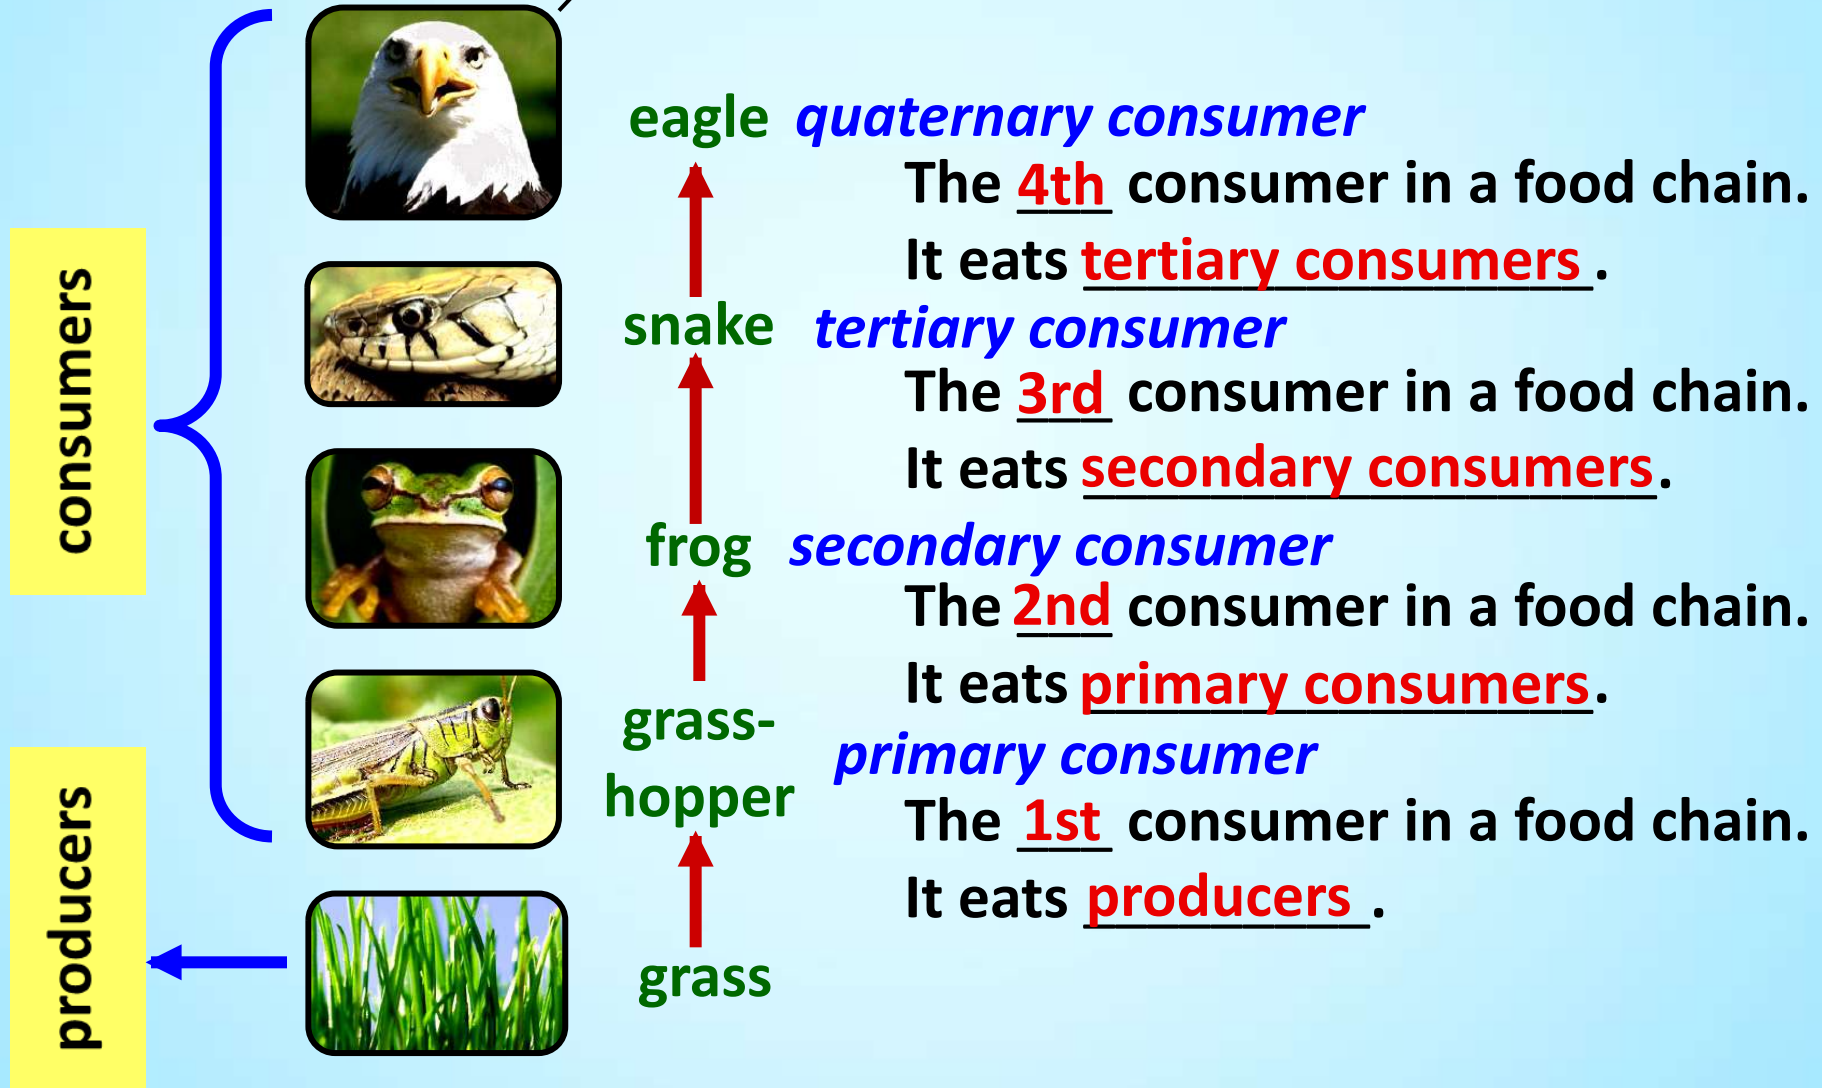 consumers
producers
eagle quaternary consumer
The 4th consumer in a food chain.
It eats tertiary consumers.
snake tertiary consumer
The 3rd consumer in a food chain.
It eats secondary consumers.
frog secondary consumer
The 2nd consumer in a food chain.
It eats primary consumers.
grass-
hopper
primary consumer
The 1st consumer in a food chain.
It eats producers.
grass